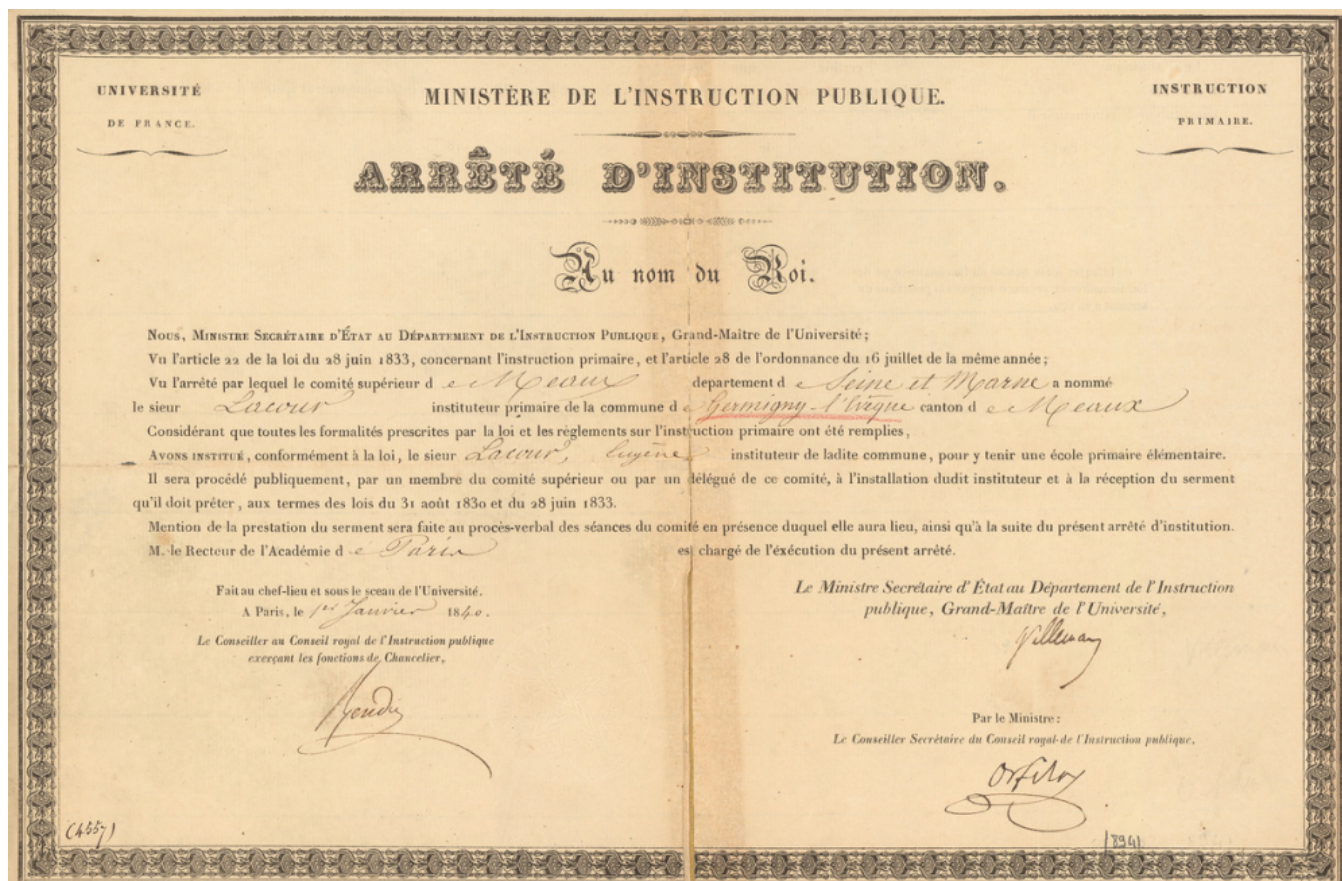 UNIVERSITÉ
DE FRANCE.
MINISTÈRE DE L'INSTRUCTION PUBLIQUE.
INSTRUCTION
PRIMAIRE.
ARRÊTÉ D'INSTITUTION.
Au nom du Roi.
Nous, Ministre Secrétaire d'État au Département de l'Instruction Publique, Grand-Maître de l'Université;
Vu l'article 22 de la loi du 28 juin 1833, concernant l'instruction primaire, et l'article 28 de l'ordonnance du 16 juillet de la même année;
Vu l'arrêté par lequel le comité supérieur d e Meaux departement d e Seine et Marne a nommé
le sieur Lacour instituteur primaire de la commune d e Germigny-l'Evêque canton d e Meaux
Considérant que toutes les formalités prescrites par la loi et les règlements sur l'instruction primaire ont été remplies,
Avons institué, conformément à la loi, le sieur Lacour, Eugène instituteur de ladite commune, pour y tenir une école primaire élémentaire.
Il sera procédé publiquement, par un membre du comité supérieur ou par un délégué de ce comité, à l'installation dudit instituteur et à la réception du serment
qu'il doit prêter, aux termes des lois du 31 août 1830 et du 28 juin 1833.
Mention de la prestation du serment sera faite au procès-verbal des séances du comité en présence duquel elle aura lieu, ainsi qu'à la suite du présent arrêté d'institution.
M. le Recteur de l'Académie d e Paris est chargé de l'éxécution du présent arrêté.
Fait au chef-lieu et sous le sceau de l'Université.
A Paris, le 1er Janvier 1840.
Le Conseiller au Conseil royal de l'Instruction publique
exerçant les fonctions de Chancelier,
Rendu
Le Ministre Secrétaire d'État au Département de l'Instruction
publique, Grand-Maître de l'Université,
Villemain
Par le Ministre:
Le Conseiller Secrétaire du Conseil royal de l'Instruction publique,
Orfila
(4557)